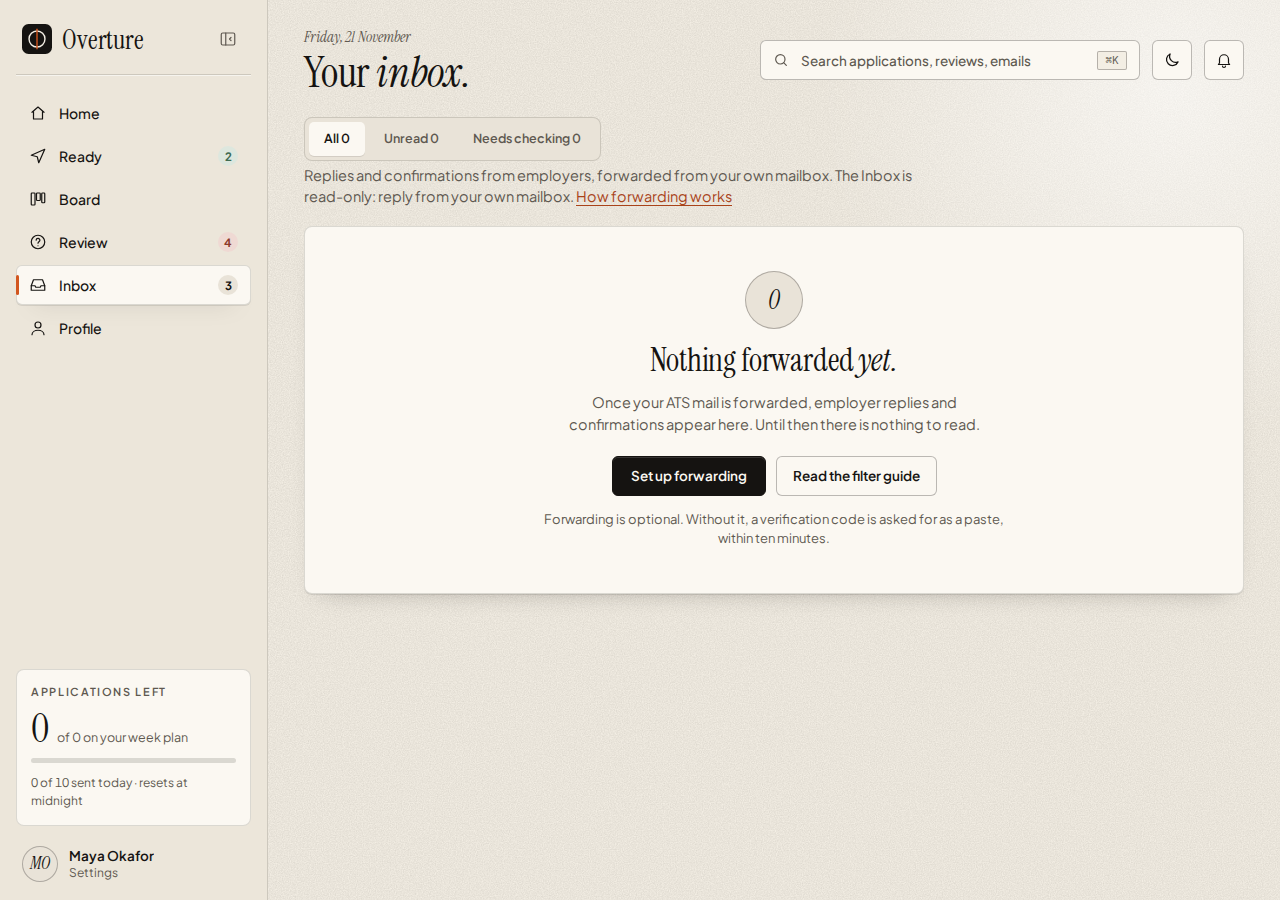 Overture
Home
Ready 2
Board
Review 4
Inbox 3
Profile
APPLICATIONS LEFT
0 of 0 on your week plan
0 of 10 sent today · resets at
midnight
MO
Maya Okafor
Settings
Friday, 21 November
Your inbox.
Search applications, reviews, emails ⌘K
All 0 Unread 0 Needs checking 0
Replies and confirmations from employers, forwarded from your own mailbox. The Inbox is
read-only: reply from your own mailbox. How forwarding works
0
Nothing forwarded yet.
Once your ATS mail is forwarded, employer replies and
confirmations appear here. Until then there is nothing to read.
Set up forwarding Read the filter guide
Forwarding is optional. Without it, a verification code is asked for as a paste,
within ten minutes.